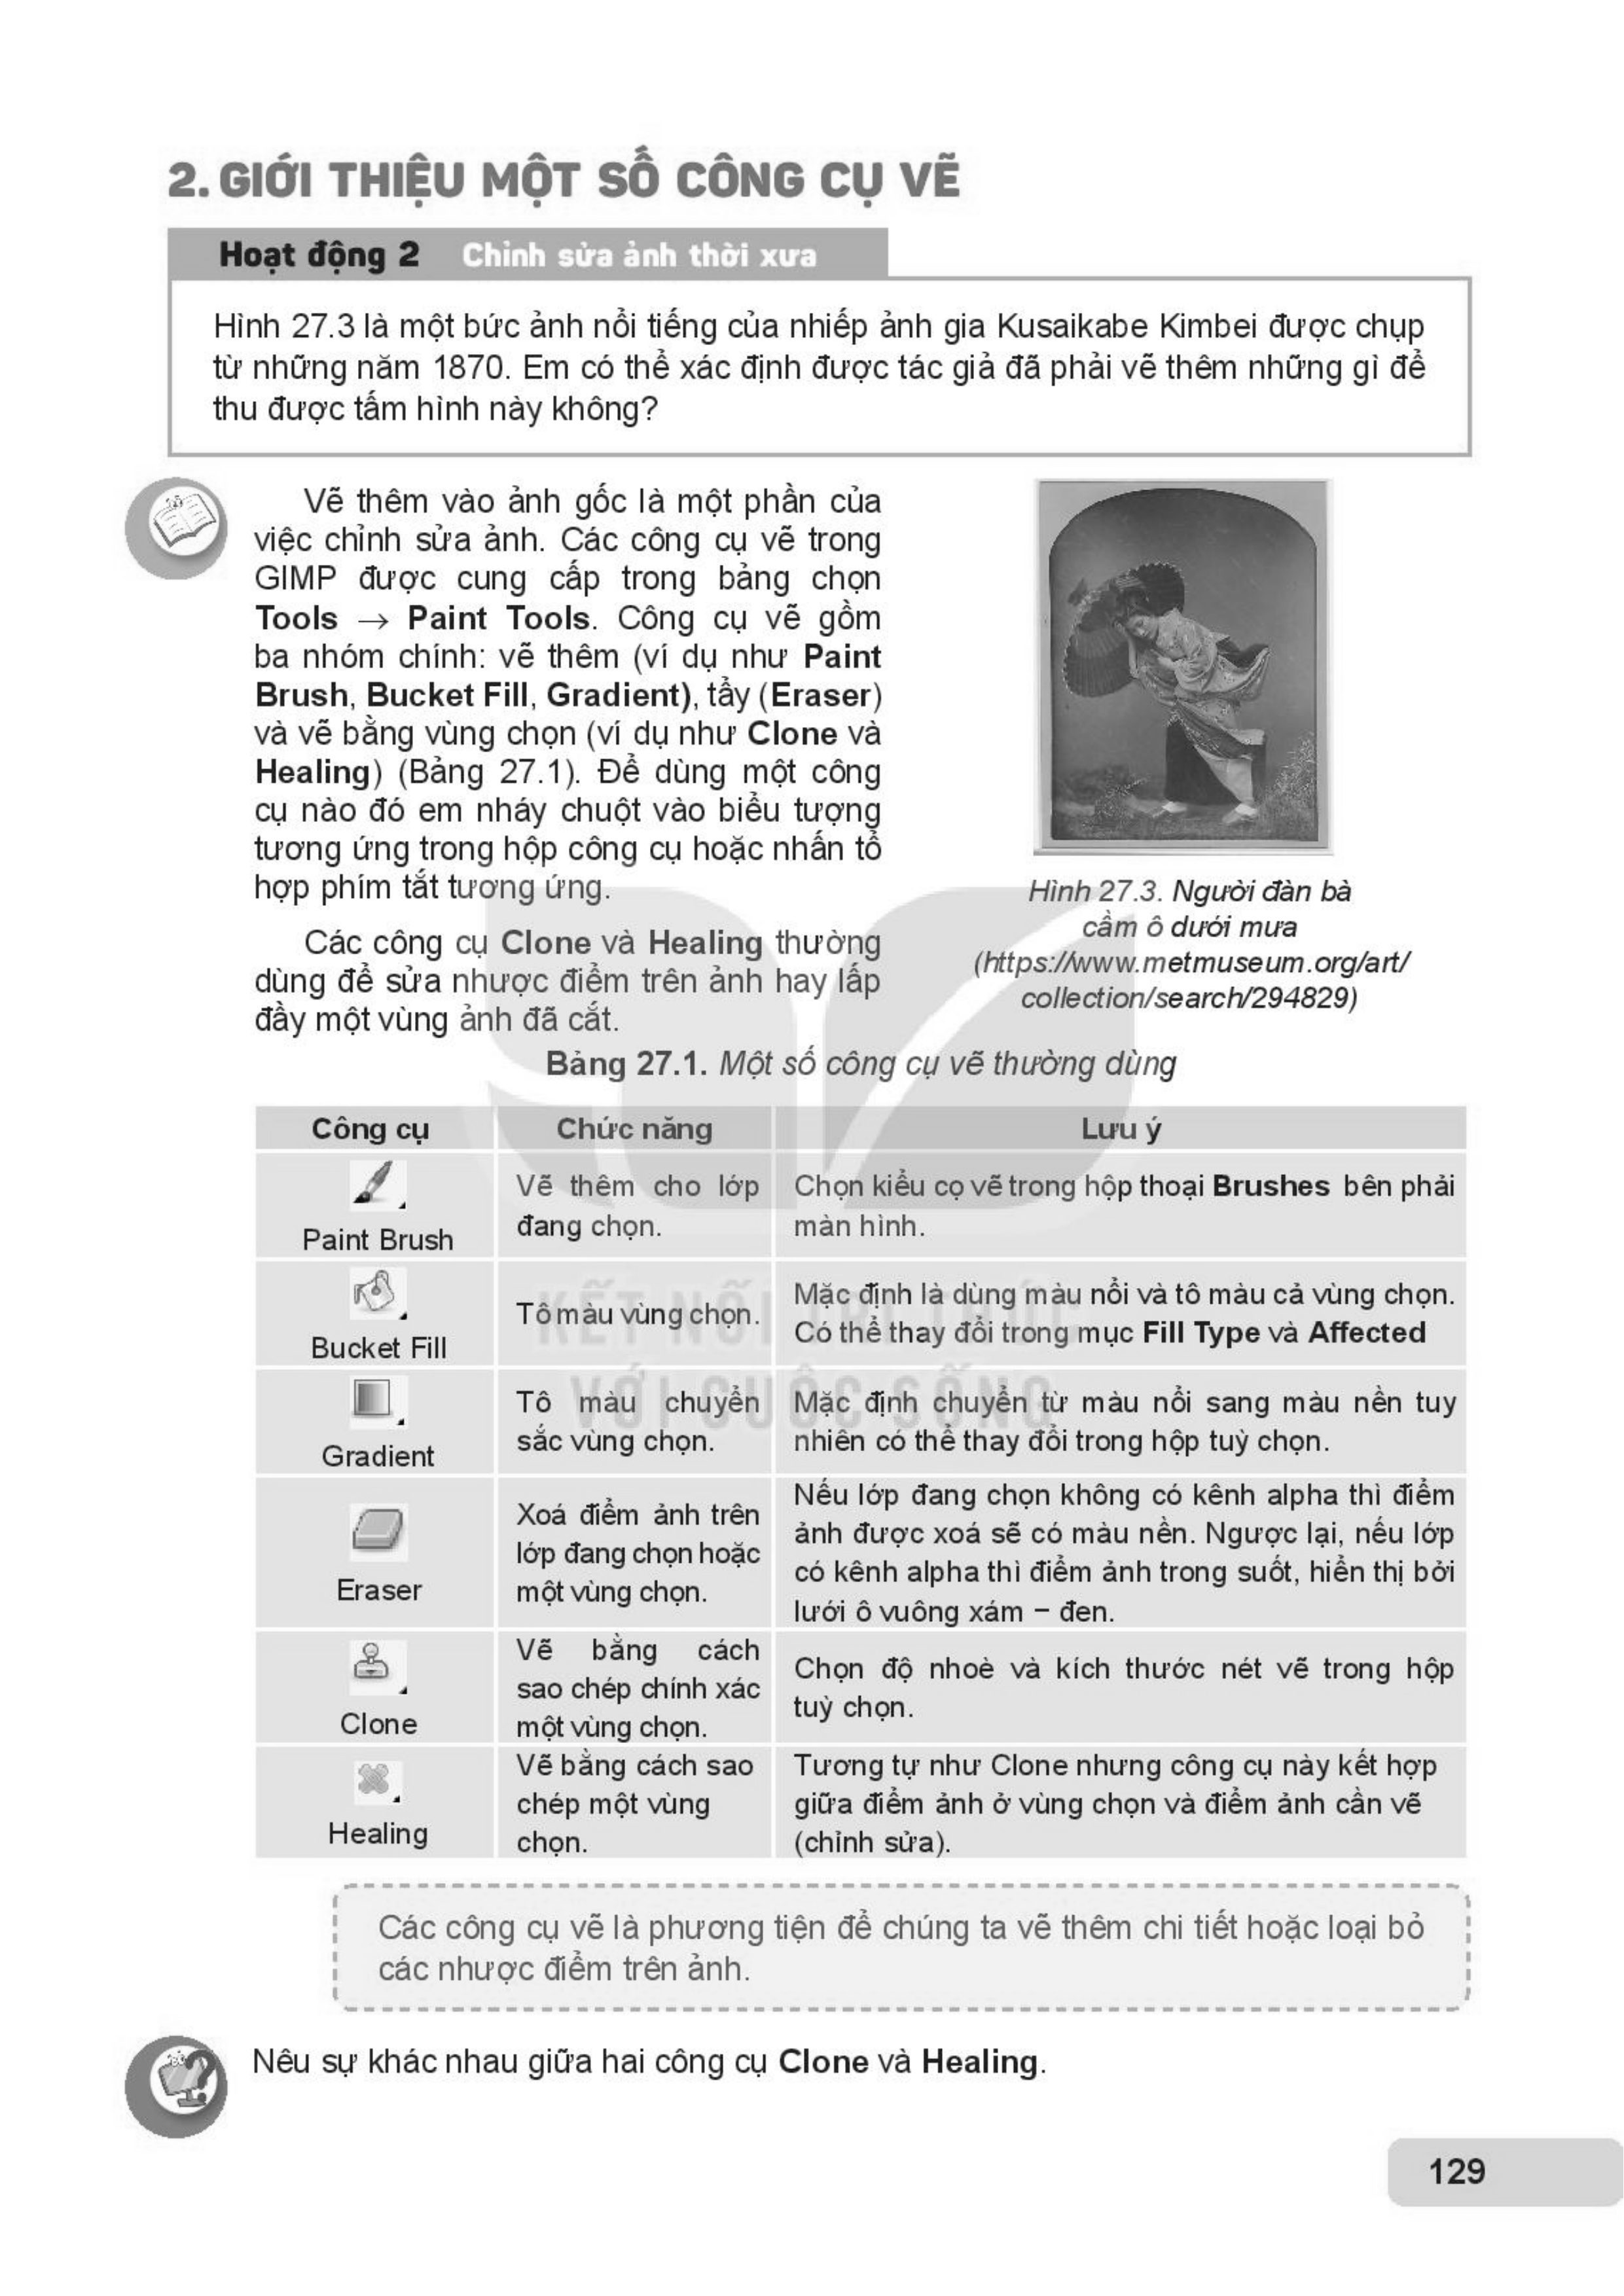 2. GIỚI THIỆU MỘT SỐ CÔNG CỤ VẼ
Hoạt động 2 Chỉnh sửa ảnh thời xưa
Hình 27.3 là một bức ảnh nổi tiếng của nhiếp ảnh gia Kusaikabe Kimbei được chụp
từ những năm 1870. Em có thể xác định được tác giả đã phải vẽ thêm những gì để
thu được tấm hình này không?
Vẽ thêm vào ảnh gốc là một phần của
việc chỉnh sửa ảnh. Các công cụ vẽ trong
GIMP được cung cấp trong bảng chọn
Tools → Paint Tools. Công cụ vẽ gồm
ba nhóm chính: vẽ thêm (ví dụ như Paint
Brush, Bucket Fill, Gradient), tẩy (Eraser)
và vẽ bằng vùng chọn (ví dụ như Clone và
Healing) (Bảng 27.1). Để dùng một công
cụ nào đó em nháy chuột vào biểu tượng
tương ứng trong hộp công cụ hoặc nhấn tổ
hợp phím tắt tương ứng.
Các công cụ Clone và Healing thường
dùng để sửa nhược điểm trên ảnh hay lấp
đầy một vùng ảnh đã cắt.
Hình 27.3. Người đàn bà
cầm ô dưới mưa
(https://www.metmuseum.org/art/
collection/search/294829)
Bảng 27.1. Một số công cụ vẽ thường dùng
Công cụ Chức năng Lưu ý
Paint Brush
Vẽ thêm cho lớp
đang chọn.
Chọn kiểu cọ vẽ trong hộp thoại Brushes bên phải
màn hình.
Bucket Fill
Tô màu vùng chọn.
Mặc định là dùng màu nổi và tô màu cả vùng chọn.
Có thể thay đổi trong mục Fill Type và Affected
Gradient
Tô màu chuyển
sắc vùng chọn.
Mặc định chuyển từ màu nổi sang màu nền tuy
nhiên có thể thay đổi trong hộp tuỳ chọn.
Eraser
Xoá điểm ảnh trên
lớp đang chọn hoặc
một vùng chọn.
Nếu lớp đang chọn không có kênh alpha thì điểm
ảnh được xoá sẽ có màu nền. Ngược lại, nếu lớp
có kênh alpha thì điểm ảnh trong suốt, hiển thị bởi
lưới ô vuông xám – đen.
Clone
Vẽ bằng cách
sao chép chính xác
một vùng chọn.
Chọn độ nhoè và kích thước nét vẽ trong hộp
tuỳ chọn.
Healing
Vẽ bằng cách sao
chép một vùng
chọn.
Tương tự như Clone nhưng công cụ này kết hợp
giữa điểm ảnh ở vùng chọn và điểm ảnh cần vẽ
(chỉnh sửa).
KẾT NỐI TRI THỨC
VỚI CUỘC SỐNG
Các công cụ vẽ là phương tiện để chúng ta vẽ thêm chi tiết hoặc loại bỏ
các nhược điểm trên ảnh.
Nêu sự khác nhau giữa hai công cụ Clone và Healing.
129